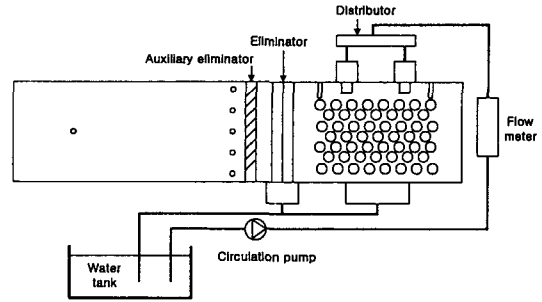 Distributor
Eliminator
Auxiliary eliminator
Flow
meter
Circulation pump
Water
tank